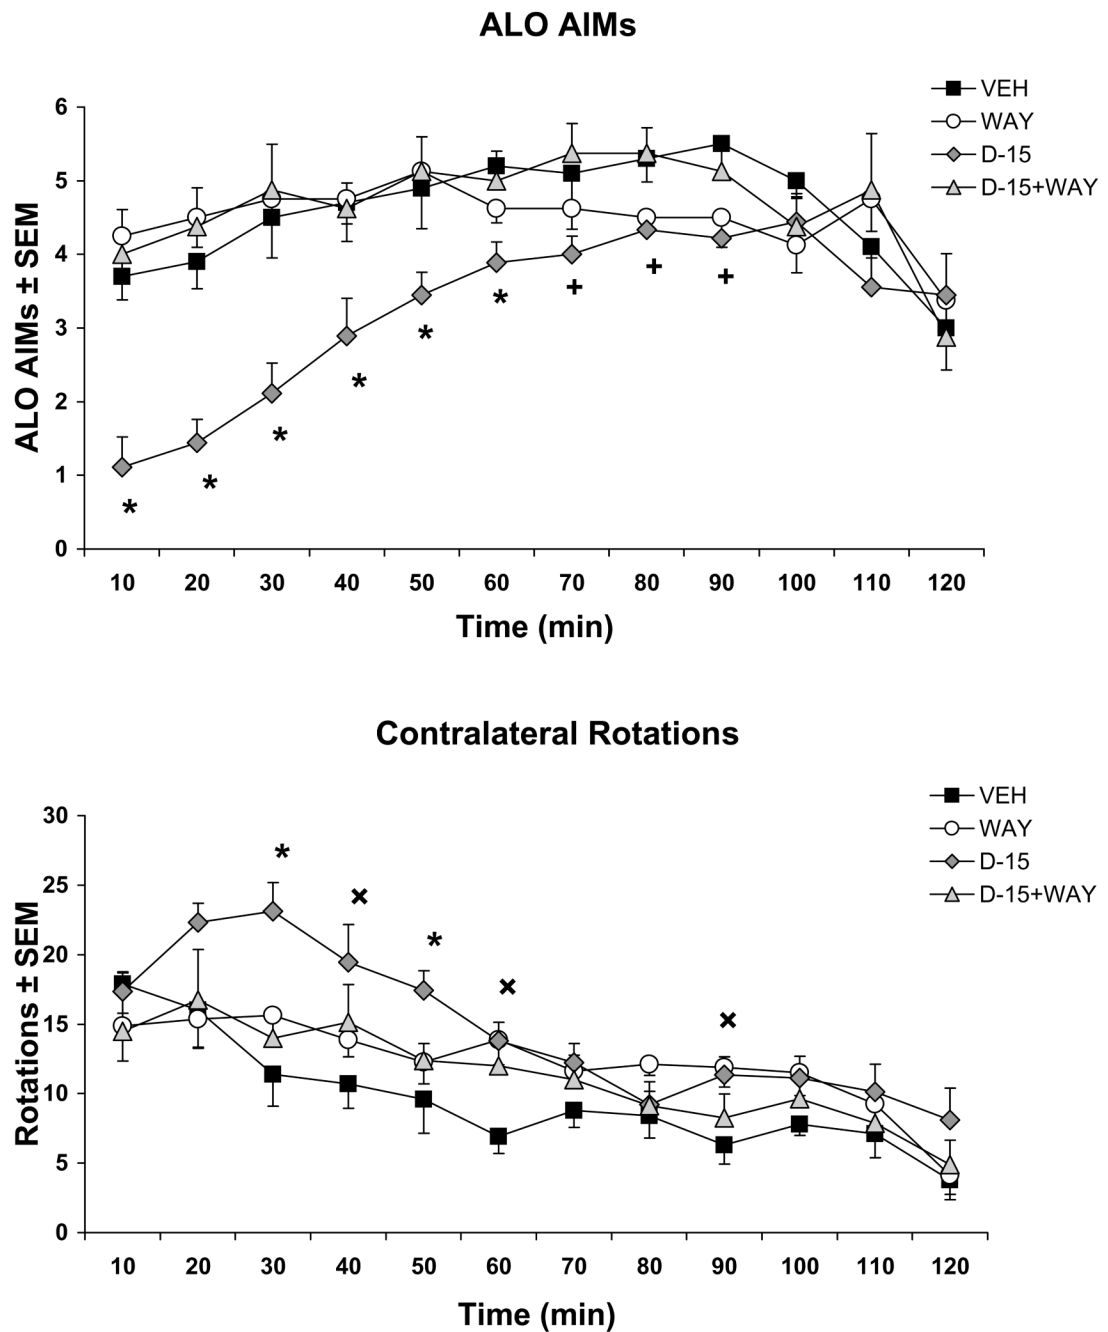 ALO AIMs
VEH
WAY
D-15
D-15+WAY
ALO AIMs ± SEM
6
5
4
3
2
1
0
* * * * * * + + +
10 20 30 40 50 60 70 80 90 100 110 120
Time (min)
Contralateral Rotations
VEH
WAY
D-15
D-15+WAY
Rotations ± SEM
30
25
20
15
10
5
0
* × * × ×
10 20 30 40 50 60 70 80 90 100 110 120
Time (min)